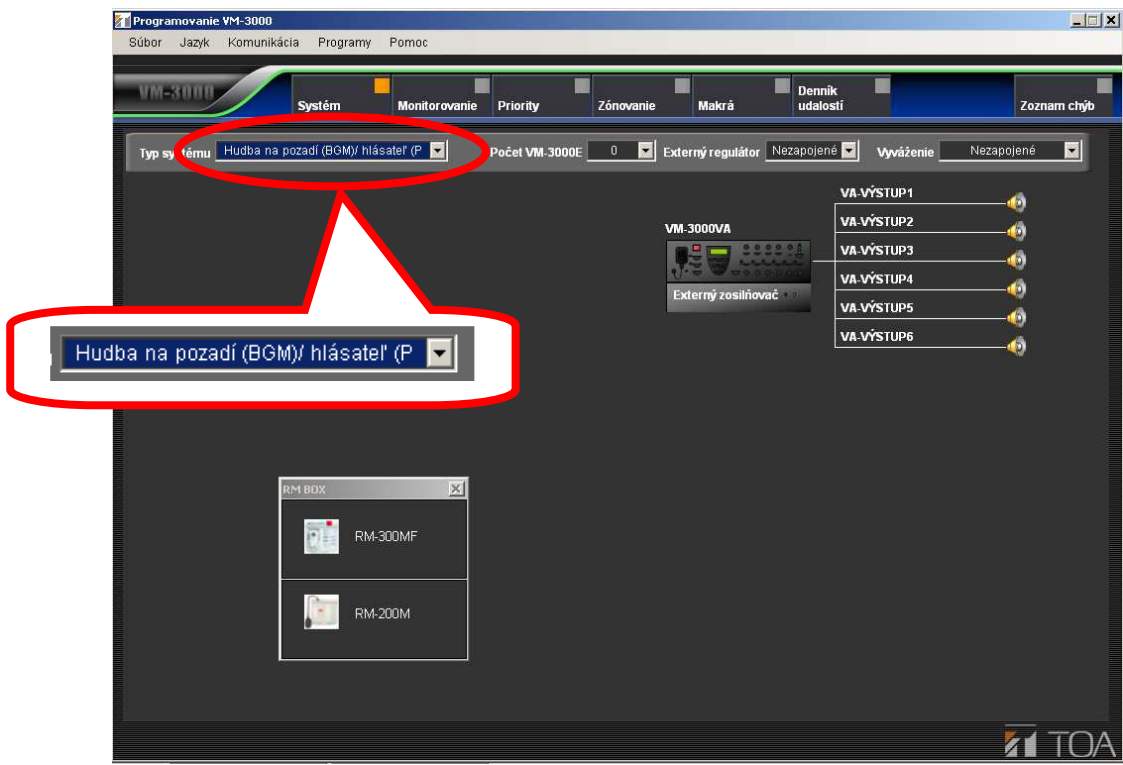 Programovanie VM-3000
Súbor Jazyk Komunikácia Programy Pomoc
VM-3000
Systém Monitorovanie Priority Zónovanie Makrá Denník udalostí Zoznam chýb
Typ systému Hudba na pozadí (BGM)/ hlásateľ (P Počet VM-3000E 0 Externý regulátor Nezapojené Vyváženie Nezapojené
VM-3000VA
Externý zosilňovač
VA-VÝSTUP1
VA-VÝSTUP2
VA-VÝSTUP3
VA-VÝSTUP4
VA-VÝSTUP5
VA-VÝSTUP6
Hudba na pozadí (BGM)/ hlásateľ (P
RM BOX
RM-300MF
RM-200M
TOA